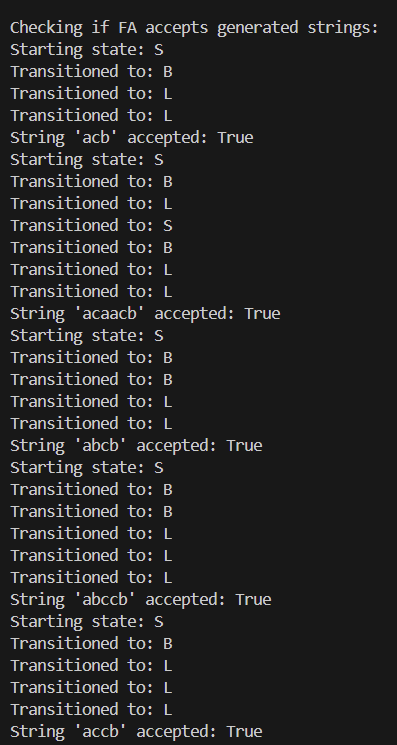 Checking if FA accepts generated strings:
Starting state: S
Transitioned to: B
Transitioned to: L
Transitioned to: L
String 'acb' accepted: True
Starting state: S
Transitioned to: B
Transitioned to: L
Transitioned to: S
Transitioned to: B
Transitioned to: L
Transitioned to: L
String 'acaacb' accepted: True
Starting state: S
Transitioned to: B
Transitioned to: B
Transitioned to: L
Transitioned to: L
String 'abcb' accepted: True
Starting state: S
Transitioned to: B
Transitioned to: B
Transitioned to: L
Transitioned to: L
Transitioned to: L
String 'abccb' accepted: True
Starting state: S
Transitioned to: B
Transitioned to: L
Transitioned to: L
Transitioned to: L
String 'accb' accepted: True